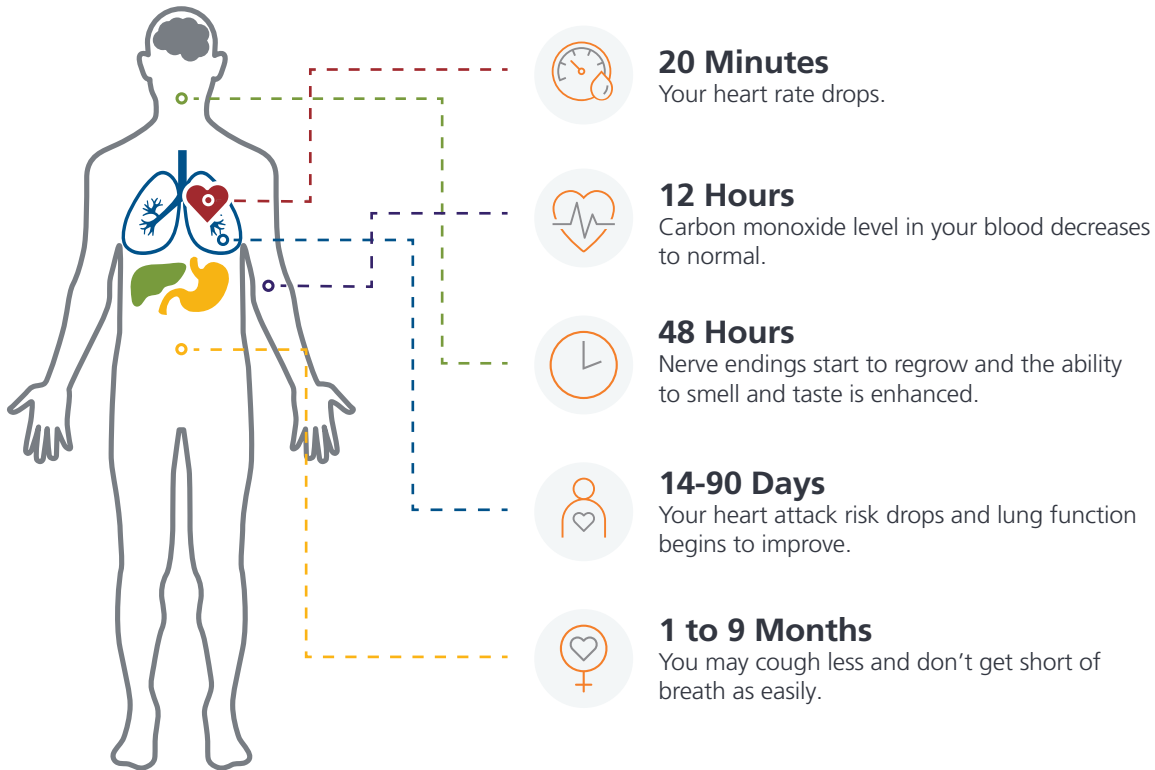 20 Minutes
Your heart rate drops.
12 Hours
Carbon monoxide level in your blood decreases
to normal.
48 Hours
Nerve endings start to regrow and the ability
to smell and taste is enhanced.
14-90 Days
Your heart attack risk drops and lung function
begins to improve.
1 to 9 Months
You may cough less and don’t get short of
breath as easily.